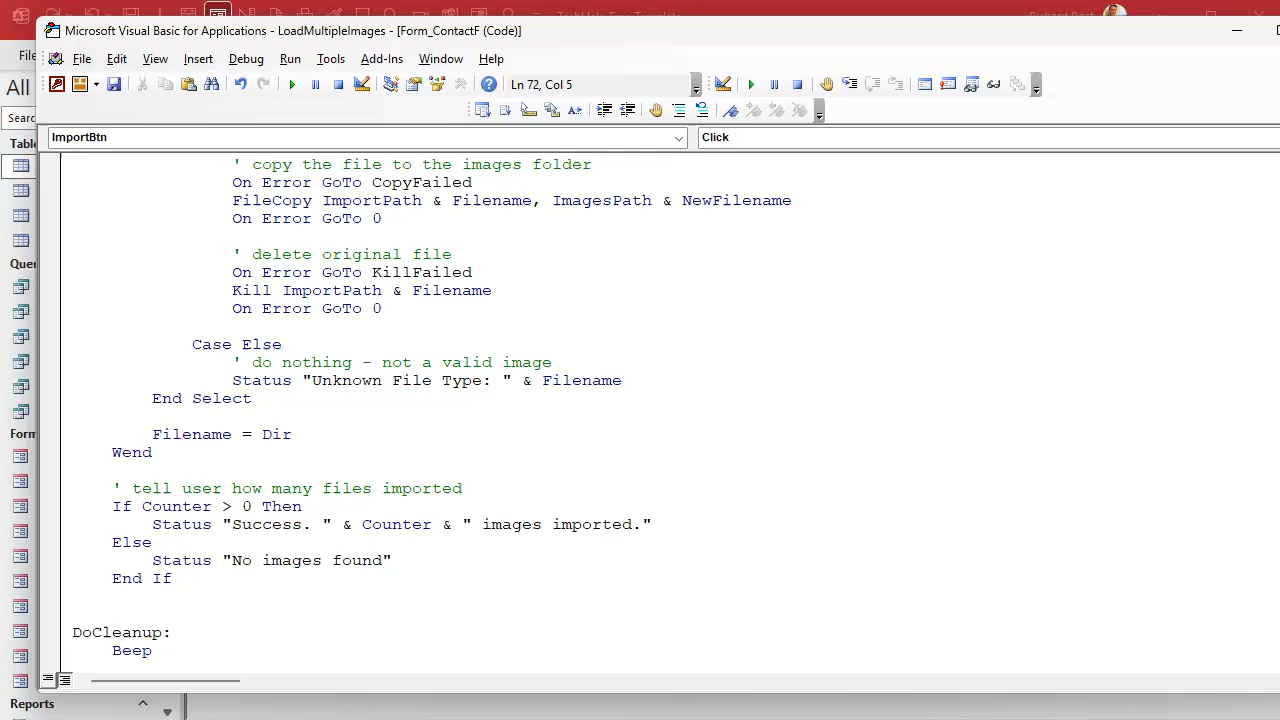 Microsoft Visual Basic for Applications - LoadMultipleImages - [Form_ContactF (Code)]
File Edit View Insert Debug Run Tools Add-Ins Window Help
Ln 72, Col 5
ImportBtn
Click
' copy the file to the images folder
On Error GoTo CopyFailed
FileCopy ImportPath & Filename, ImagesPath & NewFilename
On Error GoTo 0
' delete original file
On Error GoTo KillFailed
Kill ImportPath & Filename
On Error GoTo 0
Case Else
' do nothing - not a valid image
Status "Unknown File Type: " & Filename
End Select
Filename = Dir
Wend
' tell user how many files imported
If Counter > 0 Then
Status "Success. " & Counter & " images imported."
Else
Status "No images found"
End If
DoCleanup:
Beep
Fil
All
Searc
Table
Quer
Form
Reports